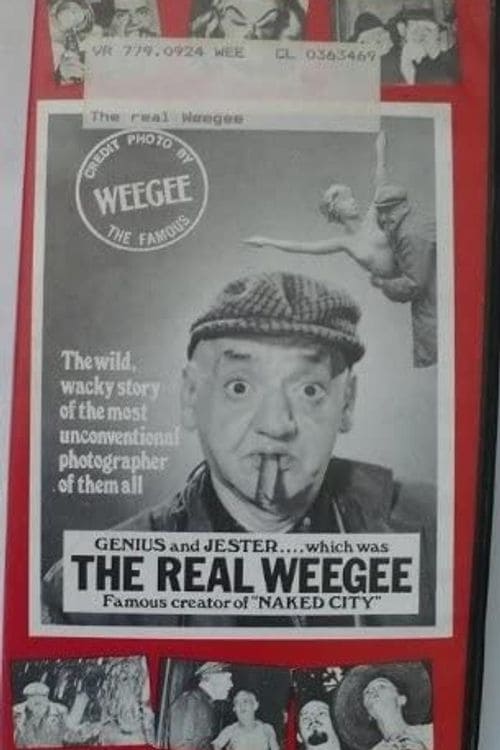 VR 779.0924 WEE GL 0363469
The real Weegee
CREDIT PHOTO BY
WEEGEE
THE FAMOUS
The wild,
wacky story
of the most
unconventional
photographer
of them all
GENIUS and JESTER....which was
THE REAL WEEGEE
Famous creator of "NAKED CITY"